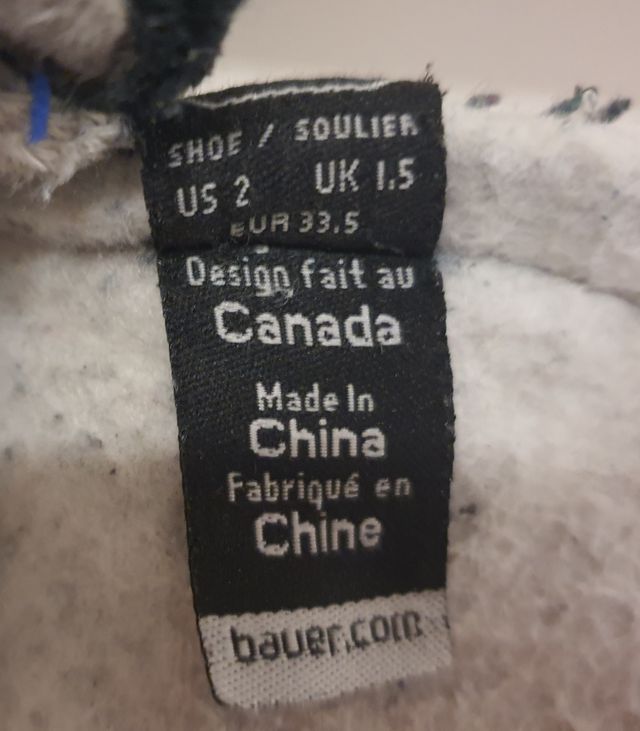 SHOE / SOULIER
US 2 UK 1.5
EUR 33.5
Design fait au
Canada
Made In
China
Fabriqué en
Chine
bauer.com